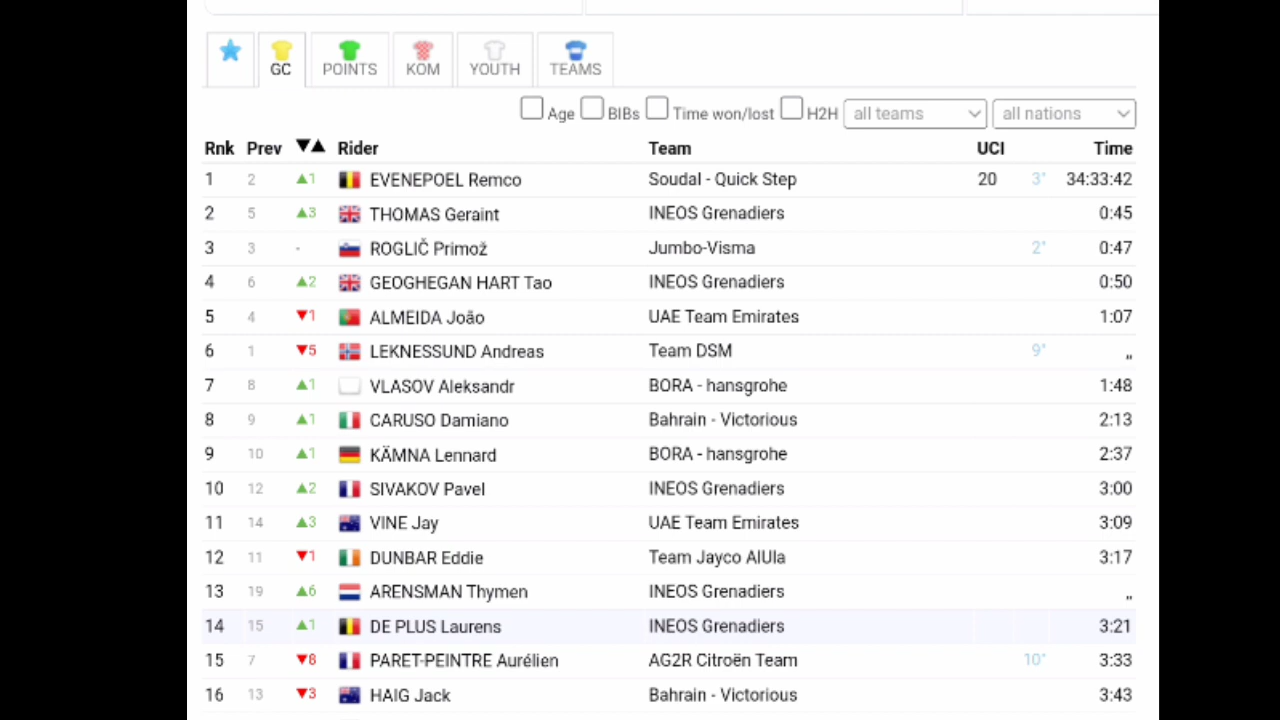 GC POINTS KOM YOUTH TEAMS
Age BIBs Time won/lost H2H all teams all nations
Rnk Prev ▼▲ Rider Team UCI Time
1 2 ▲1 EVENEPOEL Remco Soudal - Quick Step 20 3" 34:33:42
2 5 ▲3 THOMAS Geraint INEOS Grenadiers 0:45
3 3 - ROGLIČ Primož Jumbo-Visma 2" 0:47
4 6 ▲2 GEOGHEGAN HART Tao INEOS Grenadiers 0:50
5 4 ▼1 ALMEIDA João UAE Team Emirates 1:07
6 1 ▼5 LEKNESSUND Andreas Team DSM 9" ,,
7 8 ▲1 VLASOV Aleksandr BORA - hansgrohe 1:48
8 9 ▲1 CARUSO Damiano Bahrain - Victorious 2:13
9 10 ▲1 KÄMNA Lennard BORA - hansgrohe 2:37
10 12 ▲2 SIVAKOV Pavel INEOS Grenadiers 3:00
11 14 ▲3 VINE Jay UAE Team Emirates 3:09
12 11 ▼1 DUNBAR Eddie Team Jayco AlUla 3:17
13 19 ▲6 ARENSMAN Thymen INEOS Grenadiers ,,
14 15 ▲1 DE PLUS Laurens INEOS Grenadiers 3:21
15 7 ▼8 PARET-PEINTRE Aurélien AG2R Citroën Team 10" 3:33
16 13 ▼3 HAIG Jack Bahrain - Victorious 3:43